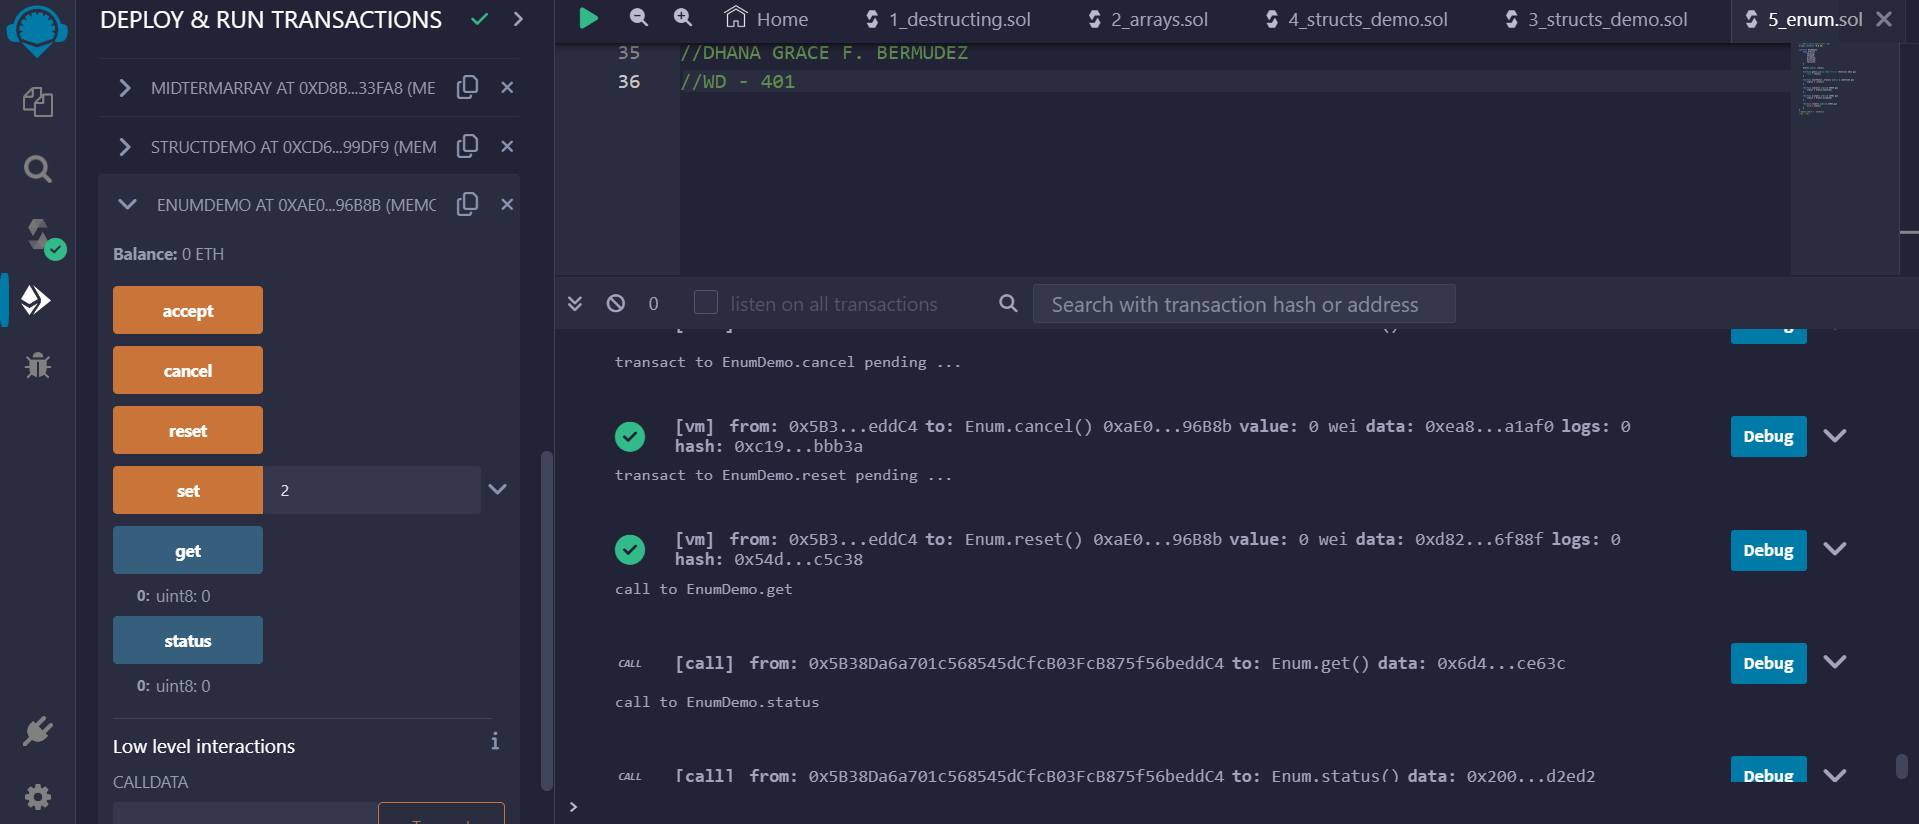 DEPLOY & RUN TRANSACTIONS
MIDTERMARRAY AT 0XD8B...33FA8 (ME
STRUCTDEMO AT 0XCD6...99DF9 (MEM
ENUMDEMO AT 0XAE0...96B8B (MEMC
Balance: 0 ETH
accept
cancel
reset
set 2
get
0: uint8: 0
status
0: uint8: 0
Low level interactions i
CALLDATA
Home 1_destructing.sol 2_arrays.sol 4_structs_demo.sol 3_structs_demo.sol 5_enum.sol
35 //DHANA GRACE F. BERMUDEZ
36 //WD - 401
0 listen on all transactions Search with transaction hash or address
transact to EnumDemo.cancel pending ...
[vm] from: 0x5B3...eddC4 to: Enum.cancel() 0xaE0...96B8b value: 0 wei data: 0xea8...a1af0 logs: 0 Debug
hash: 0xc19...bbb3a
transact to EnumDemo.reset pending ...
[vm] from: 0x5B3...eddC4 to: Enum.reset() 0xaE0...96B8b value: 0 wei data: 0xd82...6f88f logs: 0 Debug
hash: 0x54d...c5c38
call to EnumDemo.get
CALL [call] from: 0x5B38Da6a701c568545dCfcB03FcB875f56beddC4 to: Enum.get() data: 0x6d4...ce63c Debug
call to EnumDemo.status
CALL [call] from: 0x5B38Da6a701c568545dCfcB03FcB875f56beddC4 to: Enum.status() data: 0x200...d2ed2 Debug
>